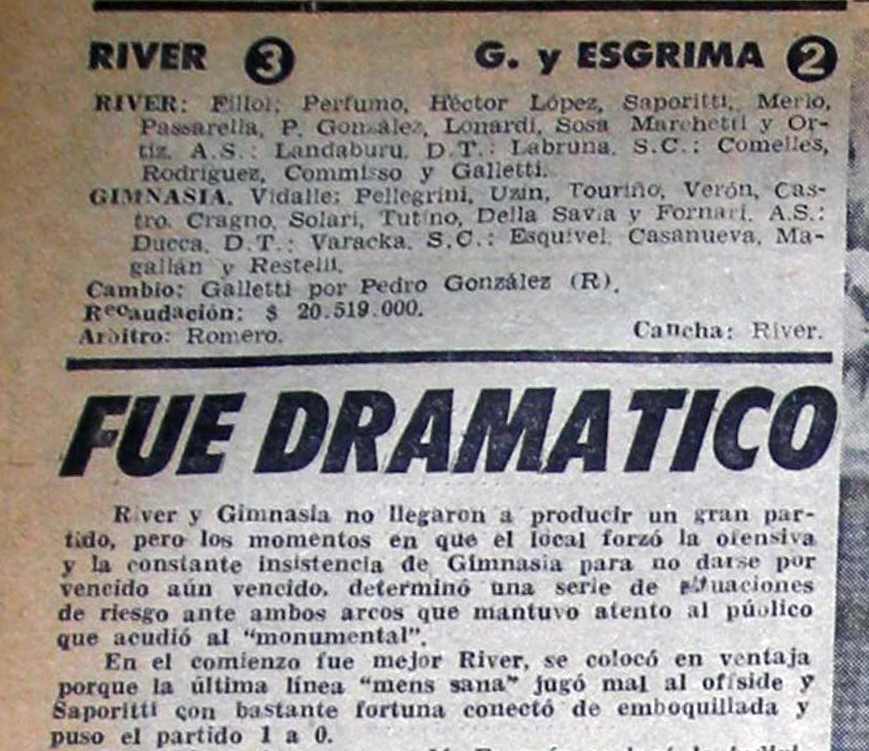 RIVER 3 G. y ESGRIMA 2
RIVER: Fillol; Perfumo, Héctor López, Saporitti, Merlo,
Passarella, P. González, Lonardi, Sosa Marchetti y Or-
tiz. A.S.: Landaburu. D.T.: Labruna. S.C.: Comelles,
Rodríguez, Commisso y Galletti.
GIMNASIA. Vidalle; Pellegrini, Uzin, Touriño, Verón, Cas-
tro. Cragno, Solari, Tutino, Della Savia y Fornari. A.S.:
Ducca. D.T.: Varacka. S.C.: Esquivel. Casanueva, Ma-
gallán y Restelli.
Cambio: Galletti por Pedro González (R).
Recaudación: $ 20.519.000.
Arbitro: Romero. Cancha: River.
FUE DRAMATICO
River y Gimnasia no llegaron a producir un gran par-
tido, pero los momentos en que el local forzó la ofensiva
y la constante insistencia de Gimnasia para no darse por
vencido aún vencido, determinó una serie de situaciones
de riesgo ante ambos arcos que mantuvo atento al público
que acudió al "monumental".
En el comienzo fue mejor River, se colocó en ventaja
porque la última línea "mens sana" jugó mal al offside y
Saporitti con bastante fortuna conectó de emboquillada y
puso el partido 1 a 0.